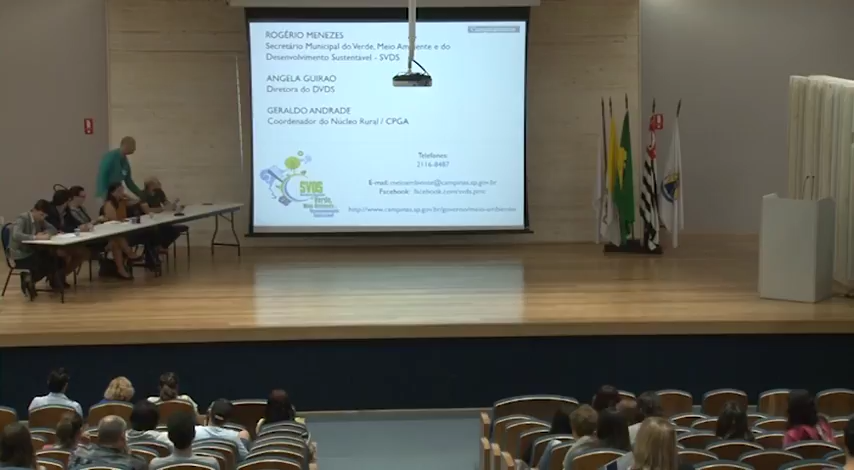 ROGÉRIO MENEZES
Secretário Municipal do Verde, Meio Ambiente e do
Desenvolvimento Sustentável - SVDS
ANGELA GUIRAO
Diretora do DVDS
GERALDO ANDRADE
Coordenador do Núcleo Rural / CPGA
Telefones:
2116-8487
E-mail:
Facebook: facebook.com/svds.pmc
SVDS
Verde,